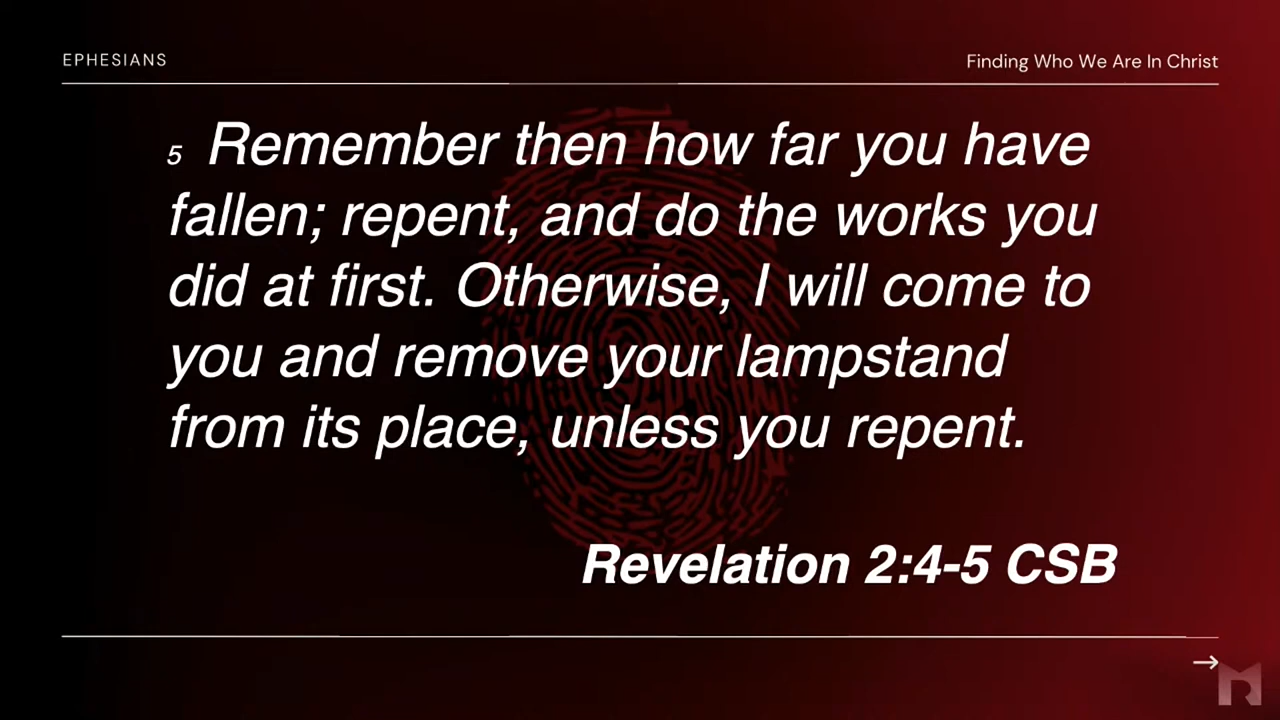 EPHESIANS
Finding Who We Are In Christ
5 Remember then how far you have
fallen; repent, and do the works you
did at first. Otherwise, I will come to
you and remove your lampstand
from its place, unless you repent.
Revelation 2:4-5 CSB
→